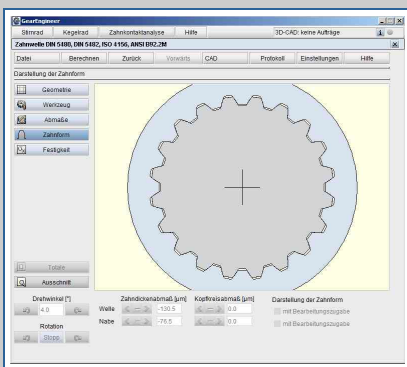 GearEngineer
Stirnrad Kegelrad Zahnkontaktanalyse Hilfe 3D-CAD: keine Aufträge
Zahnwelle DIN 5480, DIN 5482, ISO 4156, ANSI B92.2M
Datei Berechnen Zurück Vorwärts CAD Protokoll Einstellungen Hilfe
Darstellung der Zahnform
Geometrie
Werkzeug
Abmaße
Zahnform
Festigkeit
Totale
Ausschnitt
Drehwinkel [°] Zahndickenabmaß [µm] Kopfkreisabmaß [µm] Darstellung der Zahnform
4.0 Welle -130.5 0.0 mit Bearbeitungszugabe
Rotation Nabe -76.5 0.0 mit Bearbeitungszugabe
Stopp